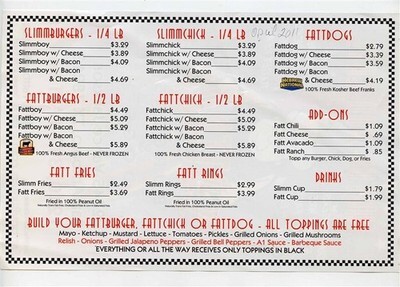 SLIMMBURGERS - 1/4 LB
Slimmboy $3.29
Slimmboy w/ Cheese $3.89
Slimmboy w/ Bacon $4.09
Slimmboy w/ Bacon
& Cheese $4.69
SLIMMCHICK - 1/4 LB
Slimmchick $3.29
Slimmchick w/ Cheese $3.89
Slimmchick w/ Bacon $4.09
Slimmchick w/ Bacon
& Cheese $4.69
FATTDOGS
Fattdog $2.79
Fattdog w/ Cheese $3.39
Fattdog w/ Bacon $3.59
Fattdog w/ Bacon
& Cheese $4.19
100% Fresh Kosher Beef Franks
FATTBURGERS - 1/2 LB
Fattboy $4.49
Fattboy w/ Cheese $5.09
Fattboy w/ Bacon $5.29
Fattboy w/ Bacon
& Cheese $5.89
100% Fresh Angus Beef - NEVER FROZEN
FATTCHICH - 1/2 LB
Fattchick $4.49
Fattchick w/ Cheese $5.09
Fattchick w/ Bacon $5.29
Fattchick w/ Bacon
& Cheese $5.89
100% Fresh Chicken Breast - NEVER FROZEN
ADD-ONS
Fatt Chili $1.09
Fatt Cheese $ .69
Fatt Avacado $1.09
Fatt Ranch $ .85
Topp any Burger, Chick, Dog, or Fries
FATT FRIES
Slimm Fries $2.49
Fatt Fries $3.69
Fried in 100% Peanut Oil
FATT RINGS
Slimm Rings $2.99
Fatt Rings $3.99
Fried in 100% Peanut Oil
DRINKS
Slimm Cup $1.79
Fatt Cup $1.99
BUILD YOUR FATTBURGER, FATTCHICH OR FATTDOG - ALL TOPPINGS ARE FREE
Mayo - Ketchup - Mustard - Lettuce - Tomatoes - Pickles - Grilled Onions - Grilled Mushrooms
Relish - Onions - Grilled Jalapeno Peppers - Grilled Bell Peppers - A1 Sauce - Barbeque Sauce
EVERYTHING OR ALL THE WAY RECEIVES ONLY TOPPINGS IN BLACK